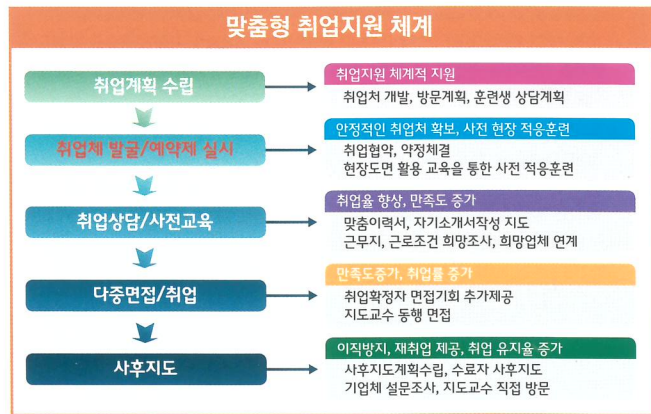 맞춤형 취업지원 체계
취업계획 수립
취업지원 체계적 지원
취업처 개발, 방문계획, 훈련생 상담계획
취업체 발굴/예약제 실시
안정적인 취업처 확보, 사전 현장 적응훈련
취업협약, 약정체결
현장도면 활용 교육을 통한 사전 적응훈련
취업상담/사전교육
취업율 향상, 만족도 증가
맞춤이력서, 자기소개서작성 지도
근무지, 근로조건 희망조사, 희망업체 연계
다중면접/취업
만족도증가, 취업률 증가
취업확정자 면접기회 추가제공
지도교수 동행 면접
사후지도
이직방지, 재취업 제공, 취업 유지율 증가
사후지도계획수립, 수료자 사후지도
기업체 설문조사, 지도교수 직접 방문